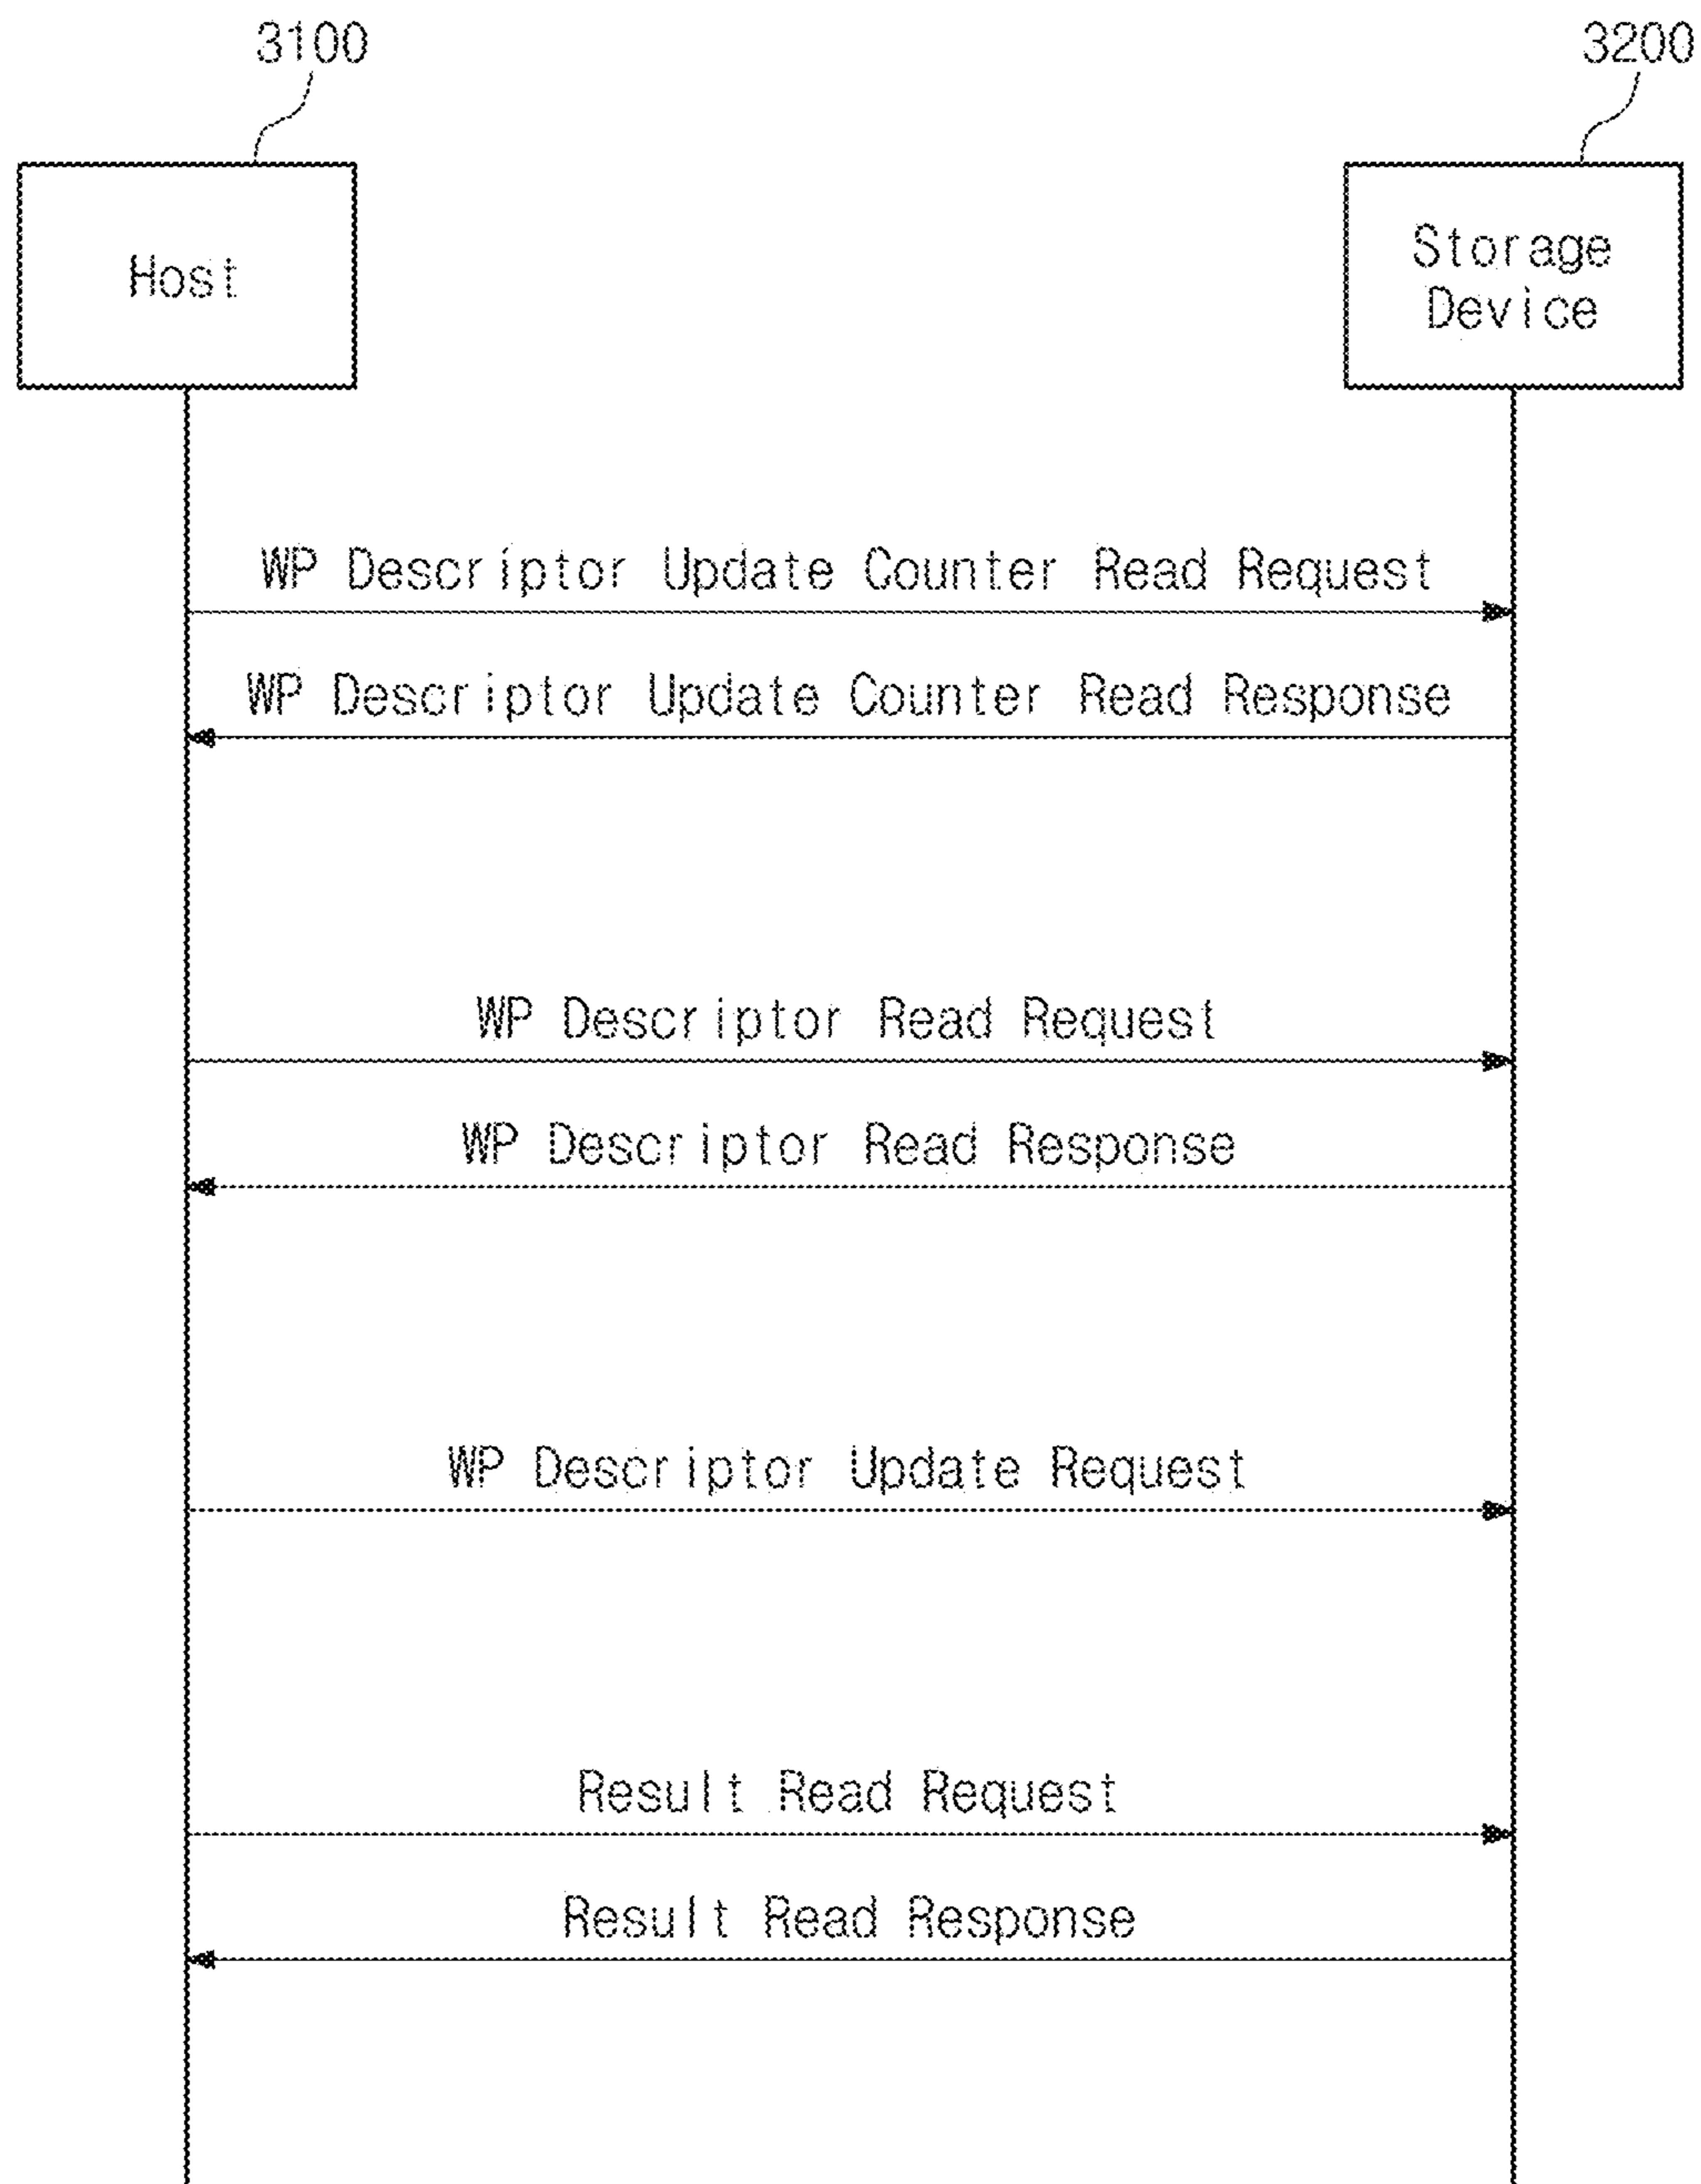 3100
3200
Host
Storage
Device
WP Descriptor Update Counter Read Request
WP Descriptor Update Counter Read Response
WP Descriptor Read Request
WP Descriptor Read Response
WP Descriptor Update Request
Result Read Request
Result Read Response